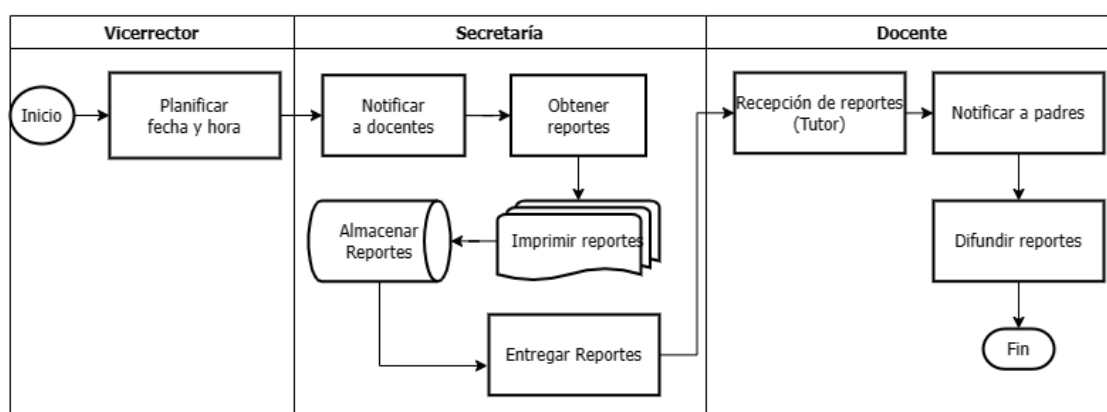 Vicerrector
Secretaría
Docente
Inicio
Planificar
fecha y hora
Notificar
a docentes
Obtener
reportes
Imprimir reportes
Almacenar
Reportes
Entregar Reportes
Recepción de reportes
(Tutor)
Notificar a padres
Difundir reportes
Fin